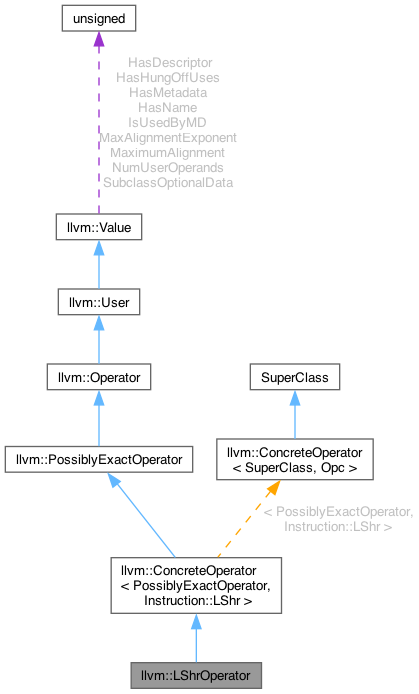 unsigned
HasDescriptor
HasHungOffUses
HasMetadata
HasName
IsUsedByMD
MaxAlignmentExponent
MaximumAlignment
NumUserOperands
SubclassOptionalData
llvm::Value
llvm::User
llvm::Operator
SuperClass
llvm::PossiblyExactOperator
llvm::ConcreteOperator
< SuperClass, Opc >
< PossiblyExactOperator,
Instruction::LShr >
llvm::ConcreteOperator
< PossiblyExactOperator,
Instruction::LShr >
llvm::LShrOperator